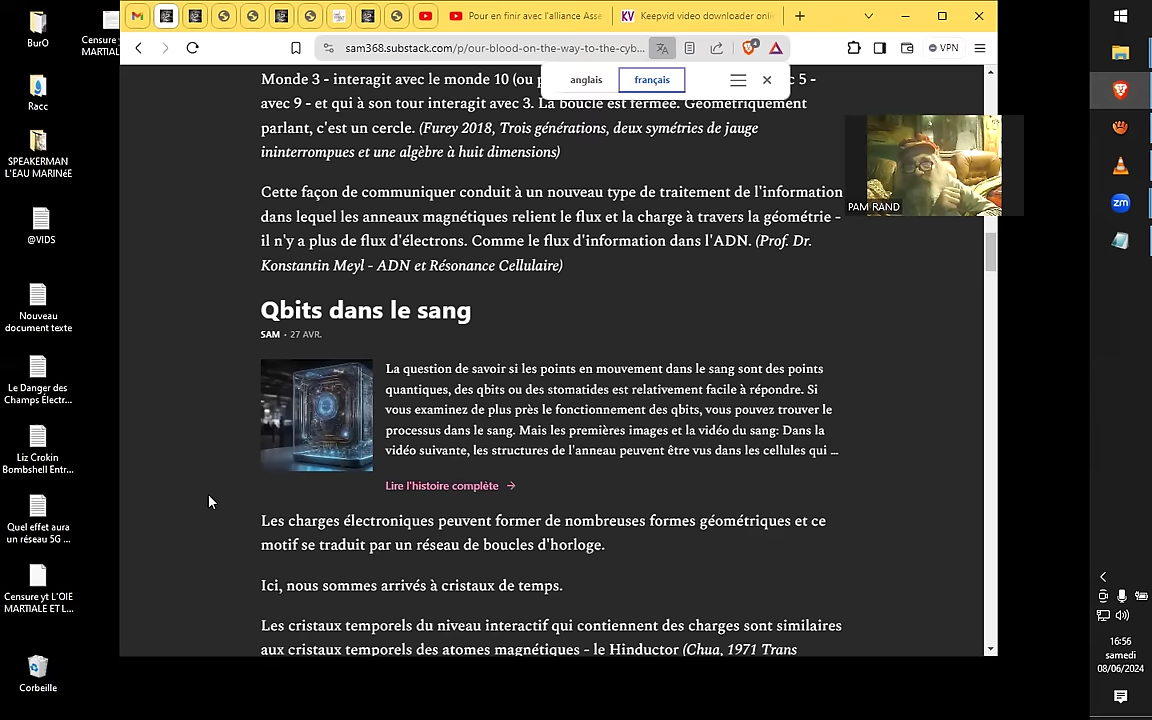 BurO
Censure y
MARTIALE
Racc
SPEAKERMAN
L'EAU MARINéE
@VIDS
Nouveau
document texte
Le Danger des
Champs Électr...
Liz Crokin
Bombshell Entr...
Quel effet aura
un réseau 5G ...
Censure yt L'OIE
MARTIALE ET L...
Corbeille
Pour en finir avec l'alliance Asse
KV Keepvid video downloader onlin
sam368.substack.com/p/our-blood-on-the-way-to-the-cyb...
4
VPN
anglais
français
Monde 3 - interagit avec le monde 10 (ou p
c 5 -
avec 9 - et qui à son tour interagit avec 3. La boucle est fermée. Géométriquement
parlant, c'est un cercle. (Furey 2018, Trois générations, deux symétries de jauge
ininterrompues et une algèbre à huit dimensions)
Cette façon de communiquer conduit à un nouveau type de traitement de l'information
dans lequel les anneaux magnétiques relient le flux et la charge à travers la géométrie -
il n'y a plus de flux d'électrons. Comme le flux d'information dans l'ADN. (Prof. Dr.
Konstantin Meyl - ADN et Résonance Cellulaire)
Qbits dans le sang
SAM • 27 AVR.
La question de savoir si les points en mouvement dans le sang sont des points
quantiques, des qbits ou des stomatides est relativement facile à répondre. Si
vous examinez de plus près le fonctionnement des qbits, vous pouvez trouver le
processus dans le sang. Mais les premières images et la vidéo du sang: Dans la
vidéo suivante, les structures de l'anneau peuvent être vus dans les cellules qui ...
Lire l'histoire complète →
Les charges électroniques peuvent former de nombreuses formes géométriques et ce
motif se traduit par un réseau de boucles d'horloge.
Ici, nous sommes arrivés à cristaux de temps.
Les cristaux temporels du niveau interactif qui contiennent des charges sont similaires
aux cristaux temporels des atomes magnétiques - le Hinductor (Chua, 1971 Trans
PAM RAND
zm
16:56
samedi
08/06/2024